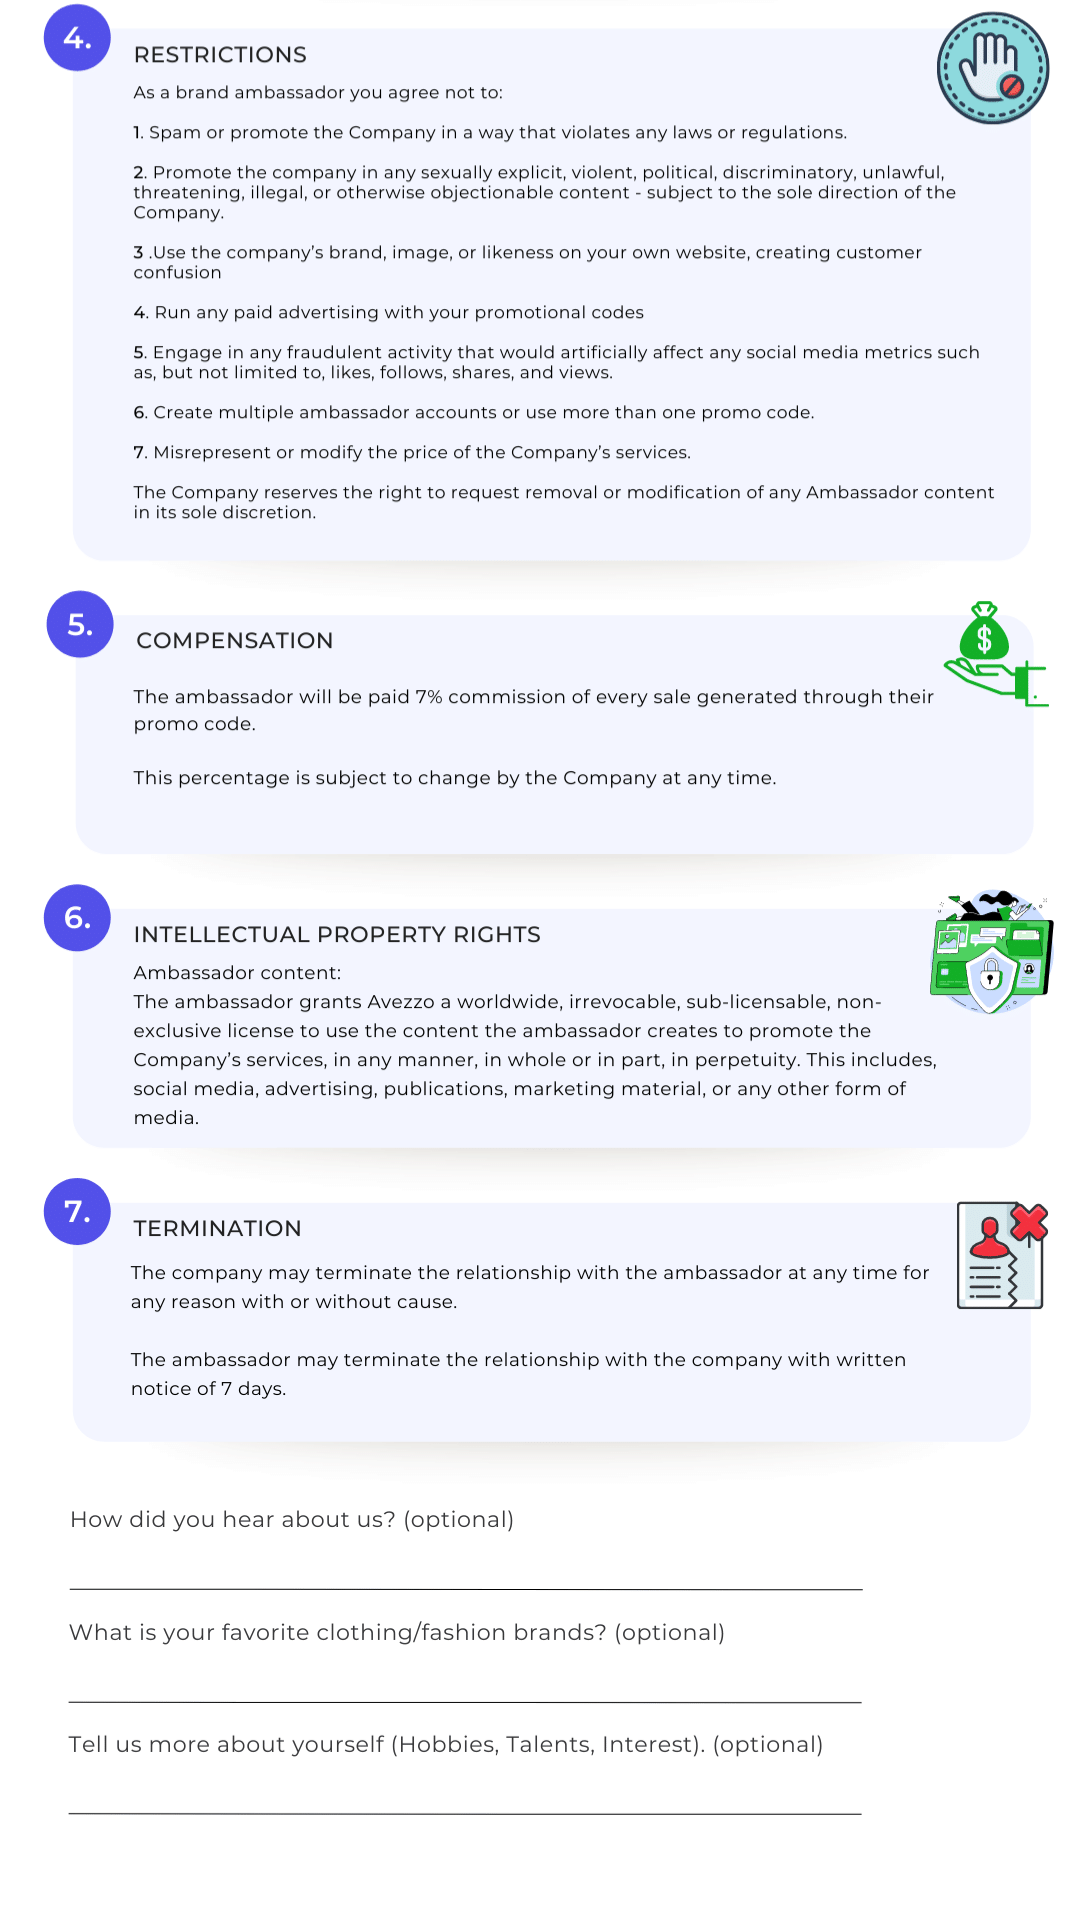 4.
RESTRICTIONS
As a brand ambassador you agree not to:
1. Spam or promote the Company in a way that violates any laws or regulations.
2. Promote the company in any sexually explicit, violent, political, discriminatory, unlawful,
threatening, illegal, or otherwise objectionable content - subject to the sole direction of the
Company.
3 .Use the company’s brand, image, or likeness on your own website, creating customer
confusion
4. Run any paid advertising with your promotional codes
5. Engage in any fraudulent activity that would artificially affect any social media metrics such
as, but not limited to, likes, follows, shares, and views.
6. Create multiple ambassador accounts or use more than one promo code.
7. Misrepresent or modify the price of the Company’s services.
The Company reserves the right to request removal or modification of any Ambassador content
in its sole discretion.
5.
COMPENSATION
$
The ambassador will be paid 7% commission of every sale generated through their
promo code.
This percentage is subject to change by the Company at any time.
6.
INTELLECTUAL PROPERTY RIGHTS
Ambassador content:
The ambassador grants Avezzo a worldwide, irrevocable, sub-licensable, non-
exclusive license to use the content the ambassador creates to promote the
Company’s services, in any manner, in whole or in part, in perpetuity. This includes,
social media, advertising, publications, marketing material, or any other form of
media.
7.
TERMINATION
The company may terminate the relationship with the ambassador at any time for
any reason with or without cause.
The ambassador may terminate the relationship with the company with written
notice of 7 days.
How did you hear about us? (optional)
What is your favorite clothing/fashion brands? (optional)
Tell us more about yourself (Hobbies, Talents, Interest). (optional)